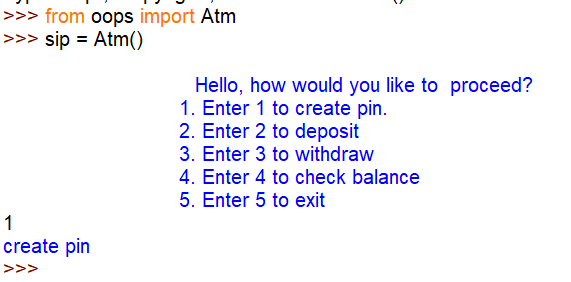 >>> from oops import Atm
>>> sip = Atm()
Hello, how would you like to  proceed?
1. Enter 1 to create pin.
2. Enter 2 to deposit
3. Enter 3 to withdraw
4. Enter 4 to check balance
5. Enter 5 to exit
1
create pin
>>>